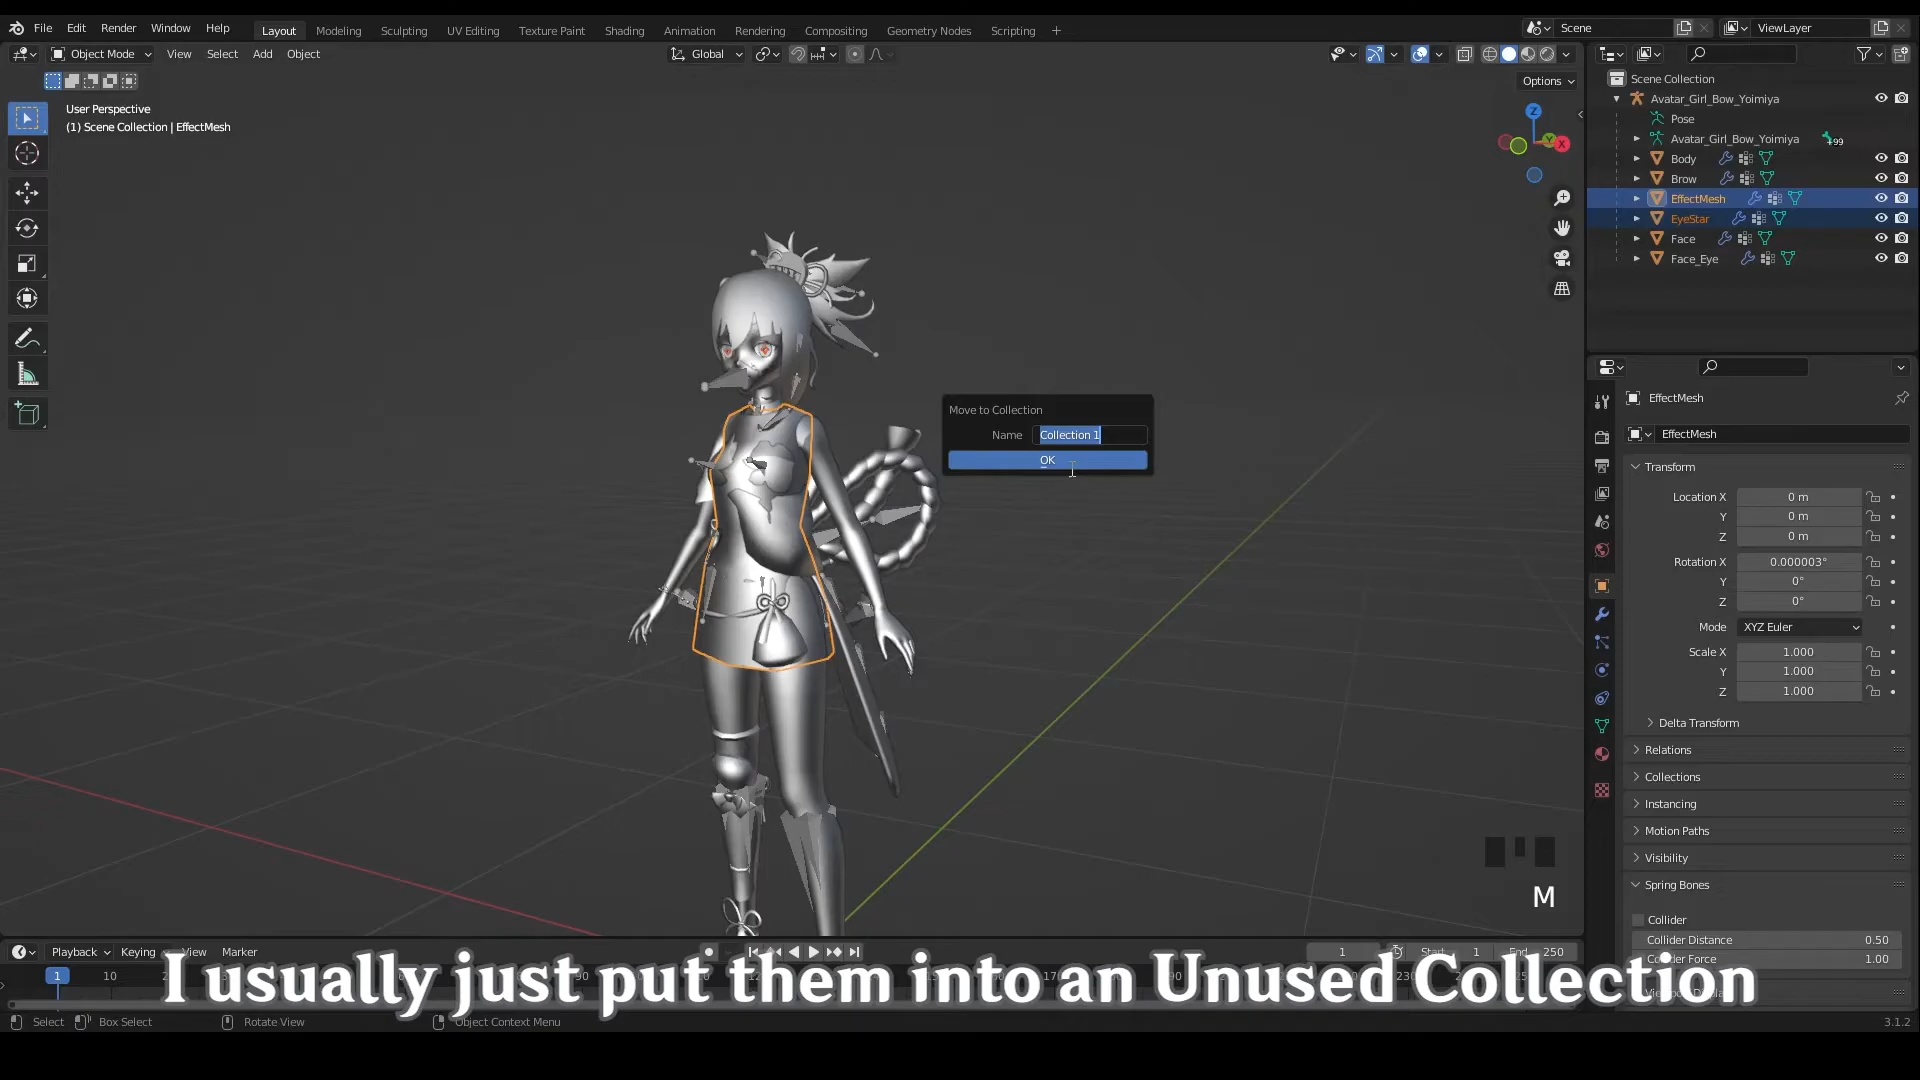 File Edit Render Window Help Layout Modeling Sculpting UV Editing Texture Paint Shading Animation Rendering Compositing Geometry Nodes Scripting + Scene ViewLayer
Object Mode View Select Add Object Global
Options
User Perspective
(1) Scene Collection | EffectMesh
Z
Y
X
Scene Collection
Avatar_Girl_Bow_Yoimiya
Pose
Avatar_Girl_Bow_Yoimiya 99
Body
Brow
EffectMesh
EyeStar
Face
Face_Eye
Move to Collection
Name Collection 1
OK
EffectMesh
EffectMesh
Transform
Location X 0 m
Y 0 m
Z 0 m
Rotation X 0.000003°
Y 0°
Z 0°
Mode XYZ Euler
Scale X 1.000
Y 1.000
Z 1.000
Delta Transform
Relations
Collections
Instancing
Motion Paths
Visibility
Spring Bones
Collider
Collider Distance 0.50
Collider Force 1.00
M
Playback Keying View Marker 1 Start 1 End 250
1 10
I usually just put them into an Unused Collection
Select Box Select Rotate View Object Context Menu 3.1.2